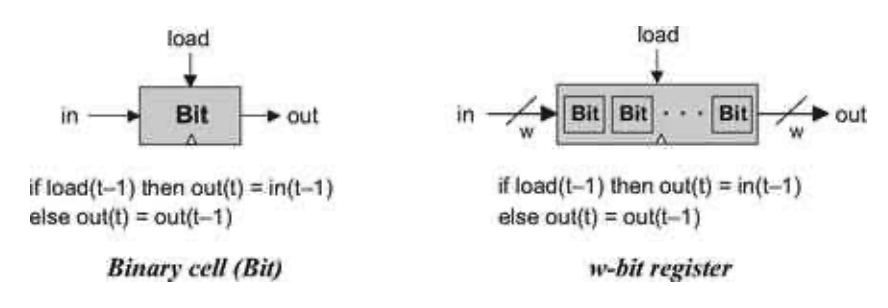 load
in
Bit
out
if load(t–1) then out(t) = in(t–1)
else out(t) = out(t–1)
Binary cell (Bit)
load
in
w
Bit Bit · · · Bit
w
out
if load(t–1) then out(t) = in(t–1)
else out(t) = out(t–1)
w-bit register